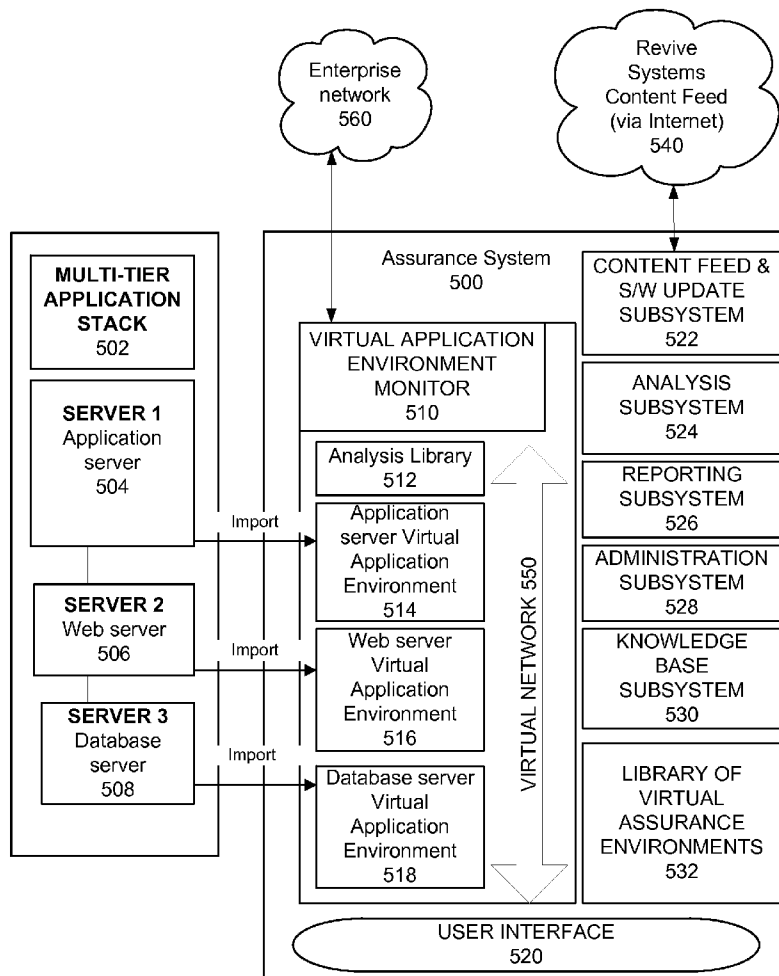 Enterprise
network
560
Revive
Systems
Content Feed
(via Internet)
540
MULTI-TIER
APPLICATION
STACK
502
SERVER 1
Application
server
504
SERVER 2
Web server
506
SERVER 3
Database
server
508
Import
Import
Import
Assurance System
500
VIRTUAL APPLICATION
ENVIRONMENT
MONITOR
510
Analysis Library
512
Application
server Virtual
Application
Environment
514
Web server
Virtual
Application
Environment
516
Database server
Virtual
Application
Environment
518
VIRTUAL NETWORK 550
CONTENT FEED &
S/W UPDATE
SUBSYSTEM
522
ANALYSIS
SUBSYSTEM
524
REPORTING
SUBSYSTEM
526
ADMINISTRATION
SUBSYSTEM
528
KNOWLEDGE
BASE
SUBSYSTEM
530
LIBRARY OF
VIRTUAL
ASSURANCE
ENVIRONMENTS
532
USER INTERFACE
520